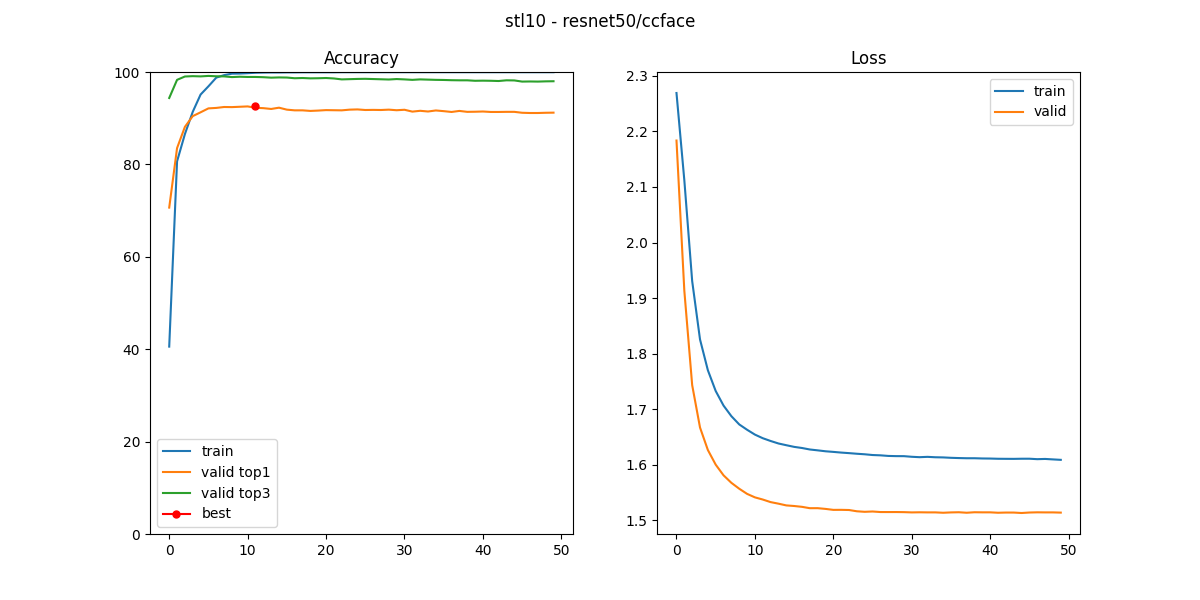 stl10 - resnet50/ccface
Accuracy
100
80
60
40
20
0
0 10 20 30 40 50
train
valid top1
valid top3
best
Loss
2.3
2.2
2.1
2.0
1.9
1.8
1.7
1.6
1.5
0 10 20 30 40 50
train
valid